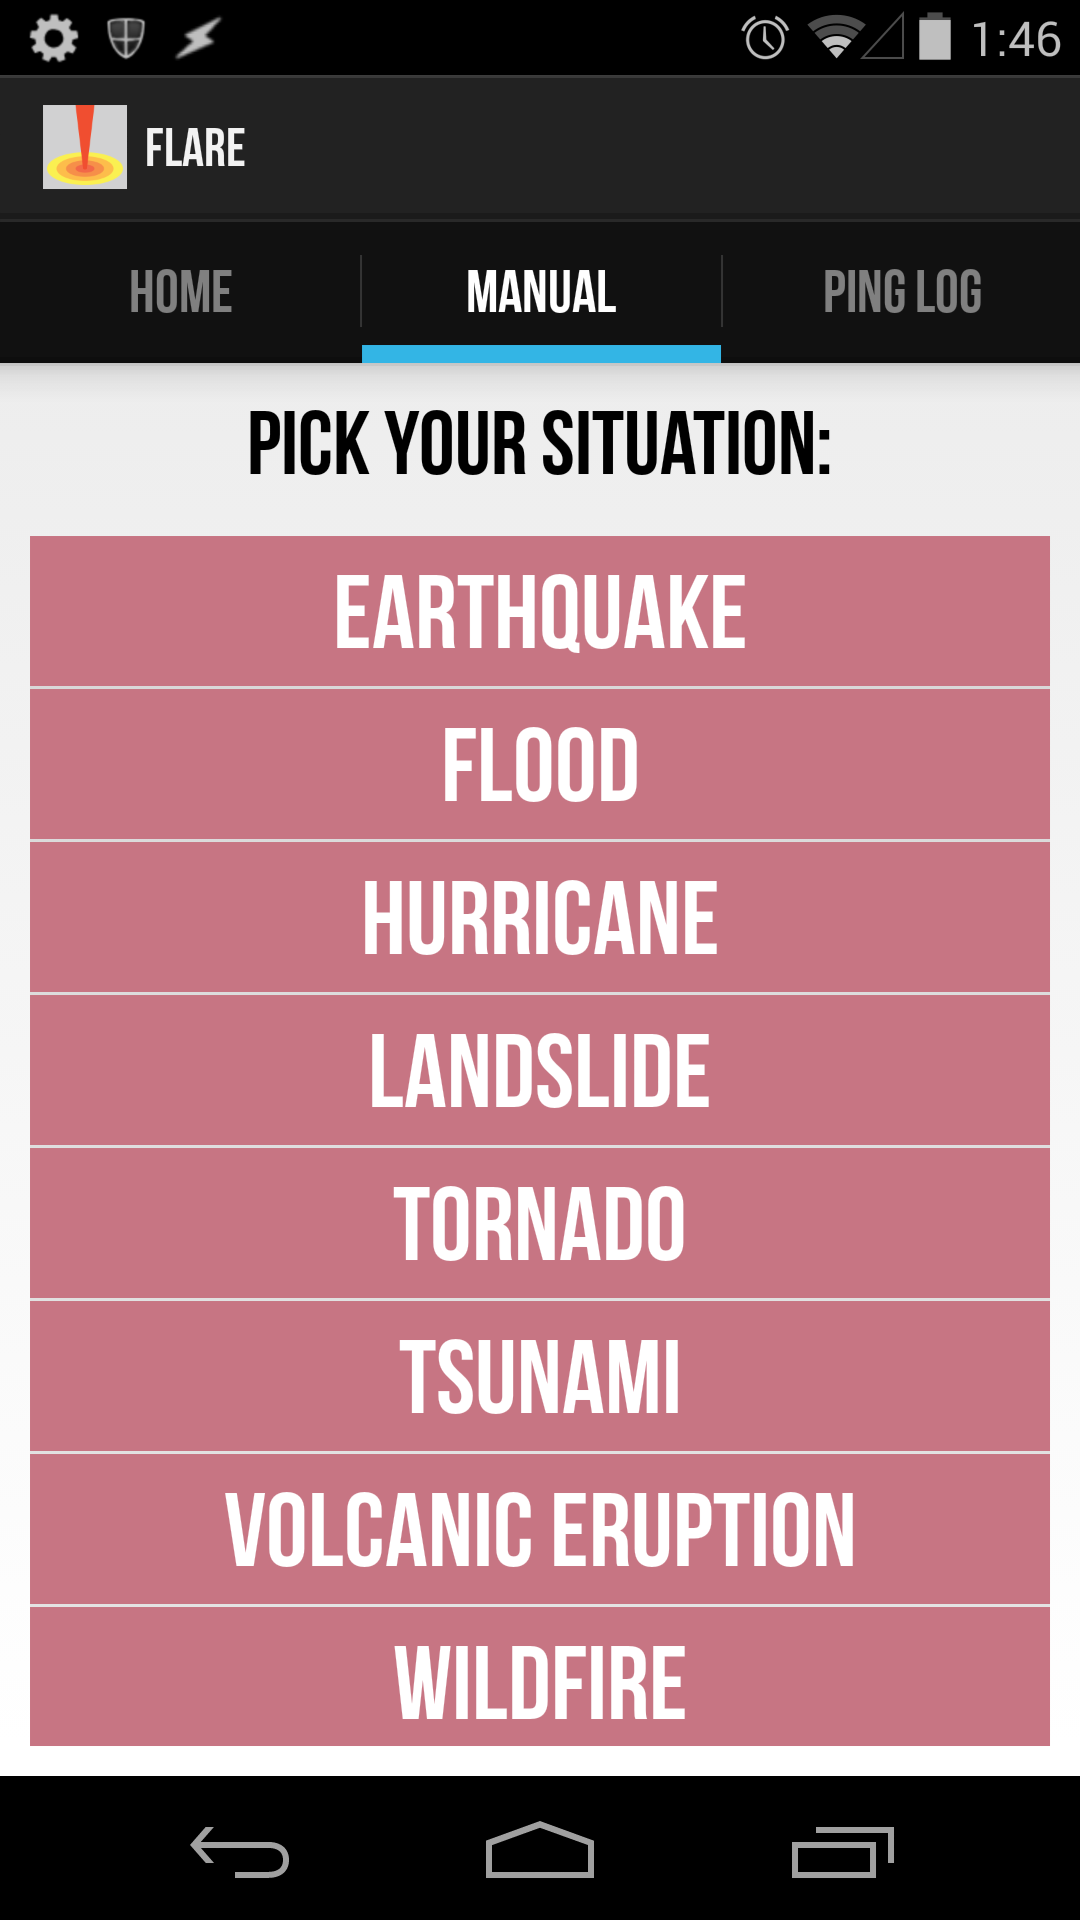 1:46
FLARE
HOME MANUAL PING LOG
PICK YOUR SITUATION:
EARTHQUAKE
FLOOD
HURRICANE
LANDSLIDE
TORNADO
TSUNAMI
VOLCANIC ERUPTION
WILDFIRE